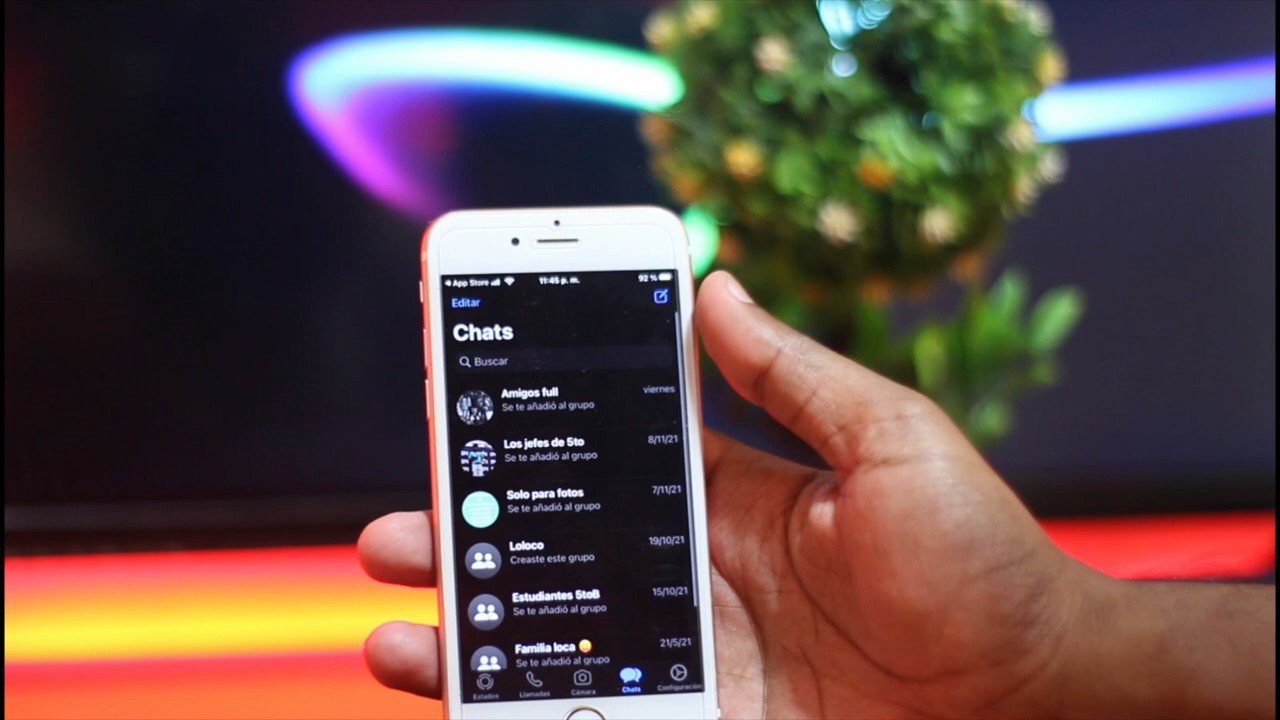 App Store 11:45 p. m. 92 %
Editar
Chats
Buscar
Amigos full viernes
Se te añadió al grupo
Los jefes de 5to 8/11/21
Se te añadió al grupo
Solo para fotos 7/11/21
Se te añadió al grupo
Loloco 19/10/21
Creaste este grupo
Estudiantes 5toB 15/10/21
Se te añadió al grupo
Familia loca 😛 21/5/21
Se te añadió al grupo
Estados Llamadas Cámara Chats Configuración